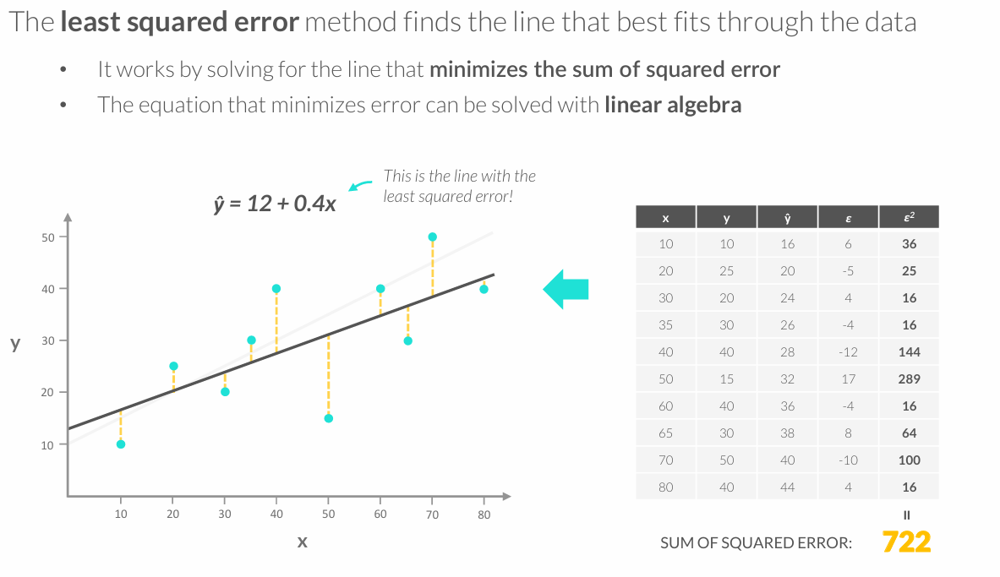 The least squared error method finds the line that best fits through the data
• It works by solving for the line that minimizes the sum of squared error
• The equation that minimizes error can be solved with linear algebra
This is the line with the
least squared error!
ŷ = 12 + 0.4x
50
40
30
20
10
y
10 20 30 40 50 60 70 80
x
x y ŷ ε ε²
10 10 16 6 36
20 25 20 -5 25
30 20 24 4 16
35 30 26 -4 16
40 40 28 -12 144
50 15 32 17 289
60 40 36 -4 16
65 30 38 8 64
70 50 40 -10 100
80 40 44 4 16
=
SUM OF SQUARED ERROR: 722